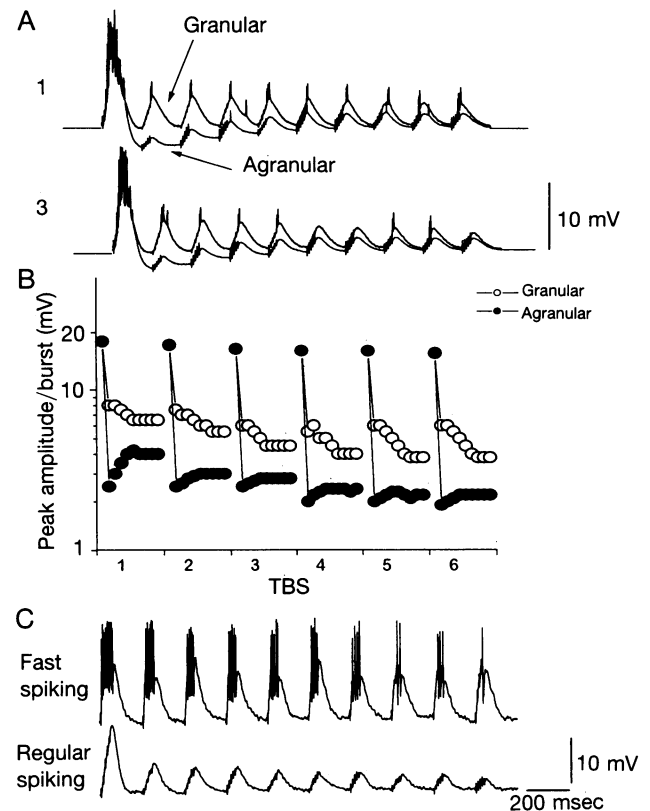 A
Granular
1
Agranular
3
10 mV
B
Granular
Agranular
Peak amplitude/burst (mV)
20
10
1
1 2 3 4 5 6
TBS
C
Fast
spiking
Regular
spiking
10 mV
200 msec